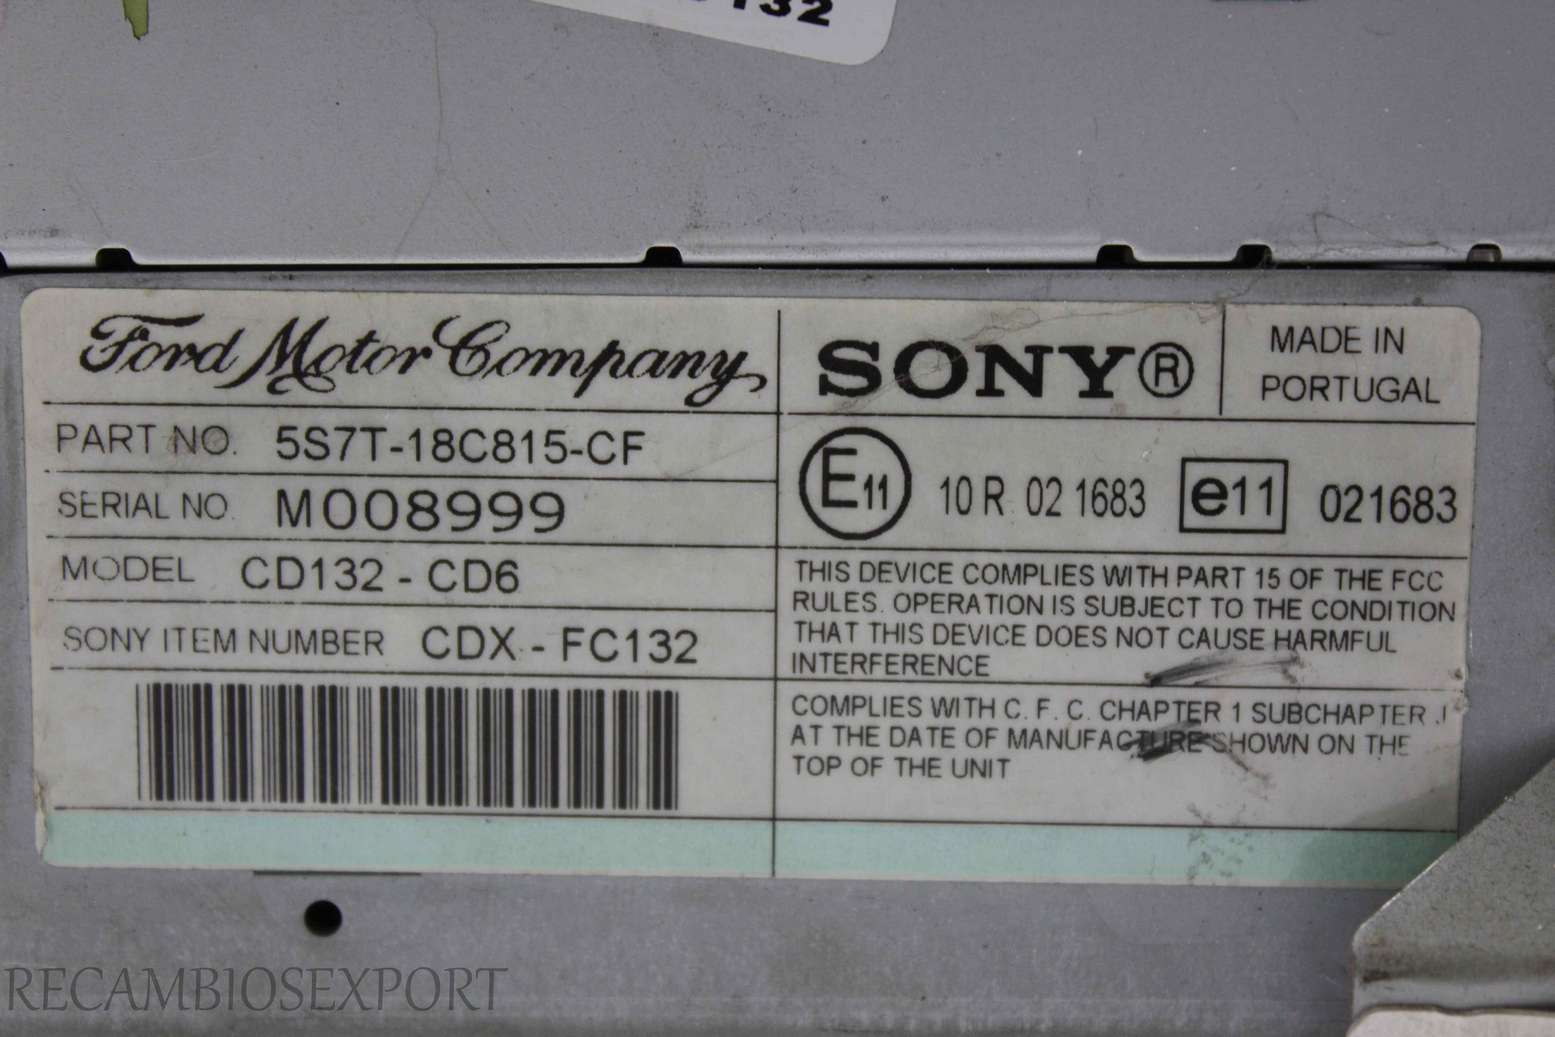 132
Ford Motor Company
SONY®
MADE IN
PORTUGAL
PART NO. 5S7T-18C815-CF
SERIAL NO. M008999
MODEL CD132 - CD6
SONY ITEM NUMBER CDX - FC132
E11 10 R 02 1683 e11 021683
THIS DEVICE COMPLIES WITH PART 15 OF THE FCC
RULES. OPERATION IS SUBJECT TO THE CONDITION
THAT THIS DEVICE DOES NOT CAUSE HARMFUL
INTERFERENCE
COMPLIES WITH C. F. C. CHAPTER 1 SUBCHAPTER J
AT THE DATE OF MANUFACTURE SHOWN ON THE
TOP OF THE UNIT
RECAMBIOSEXPORT